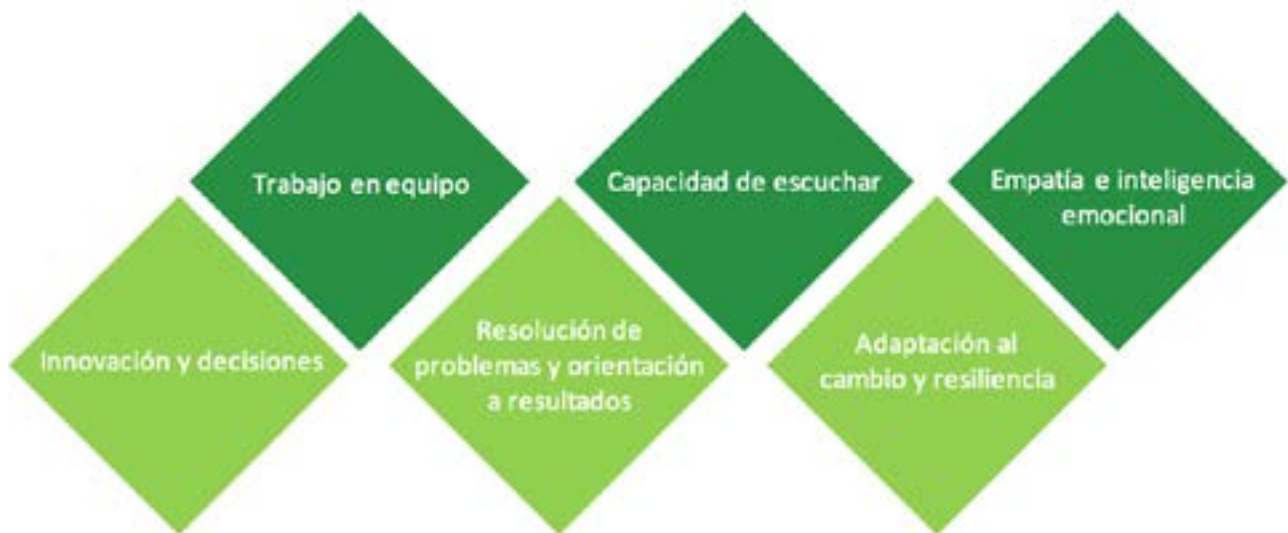 Trabajo en equipo
Capacidad de escuchar
Empatía e inteligencia
emocional
Innovación y decisiones
Resolución de
problemas y orientación
a resultados
Adaptación al
cambio y resiliencia